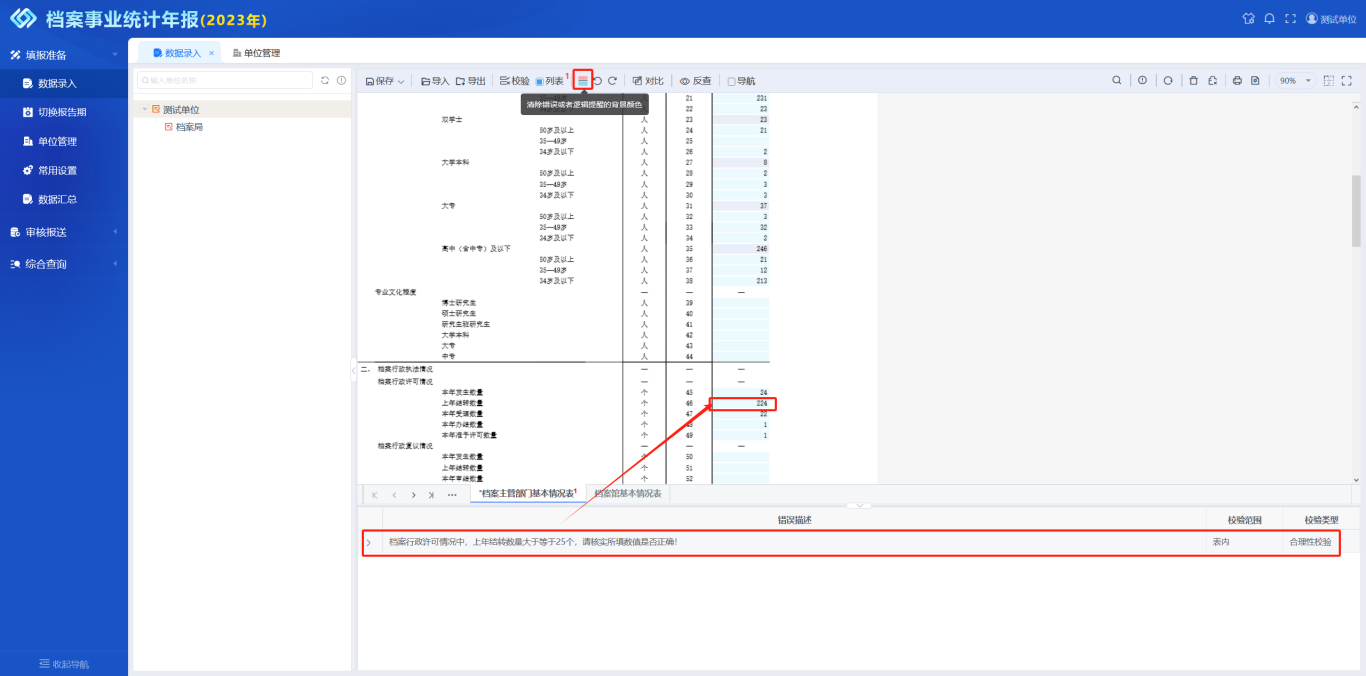 档案事业统计年报(2023年)
测试单位
填报准备
数据录入
切换报告期
单位管理
常用设置
数据汇总
审核报送
综合查询
收起导航
数据录入 × 单位管理
输入单位名称
测试单位
档案局
保存 导入 导出 校验 列表 1 对比 反查 导航 90%
清除错误或者逻辑提醒的背景颜色
人 21 231
人 22 23
双学士 人 23 23
50岁及以上 人 24 21
35—49岁 人 25
34岁及以下 人 26 2
大学本科 人 27 8
50岁及以上 人 28 2
35—49岁 人 29 3
34岁及以下 人 30 3
大专 人 31 37
50岁及以上 人 32 3
35—49岁 人 33 32
34岁及以下 人 34 2
高中（含中专）及以下 人 35 246
50岁及以上 人 36 21
35—49岁 人 37 12
34岁及以下 人 38 213
专业文化程度 — — —
博士研究生 人 39
硕士研究生 人 40
研究生班研究生 人 41
大学本科 人 42
大专 人 43
中专 人 44
二、 档案行政执法情况 — — —
档案行政许可情况 — — —
本年发生数量 个 45 24
上年结转数量 个 46 224
本年受理数量 个 47 22
本年办结数量 个 48 1
本年准予许可数量 个 49 1
档案行政复议情况 — — —
本年发生数量 个 50
上年结转数量 个 51
本年审结数量 个 52
*档案主管部门基本情况表1 档案馆基本情况表
错误描述 校验范围 校验类型
档案行政许可情况中，上年结转数量大于等于25个，请核实所填数值是否正确！ 表内 合理性校验